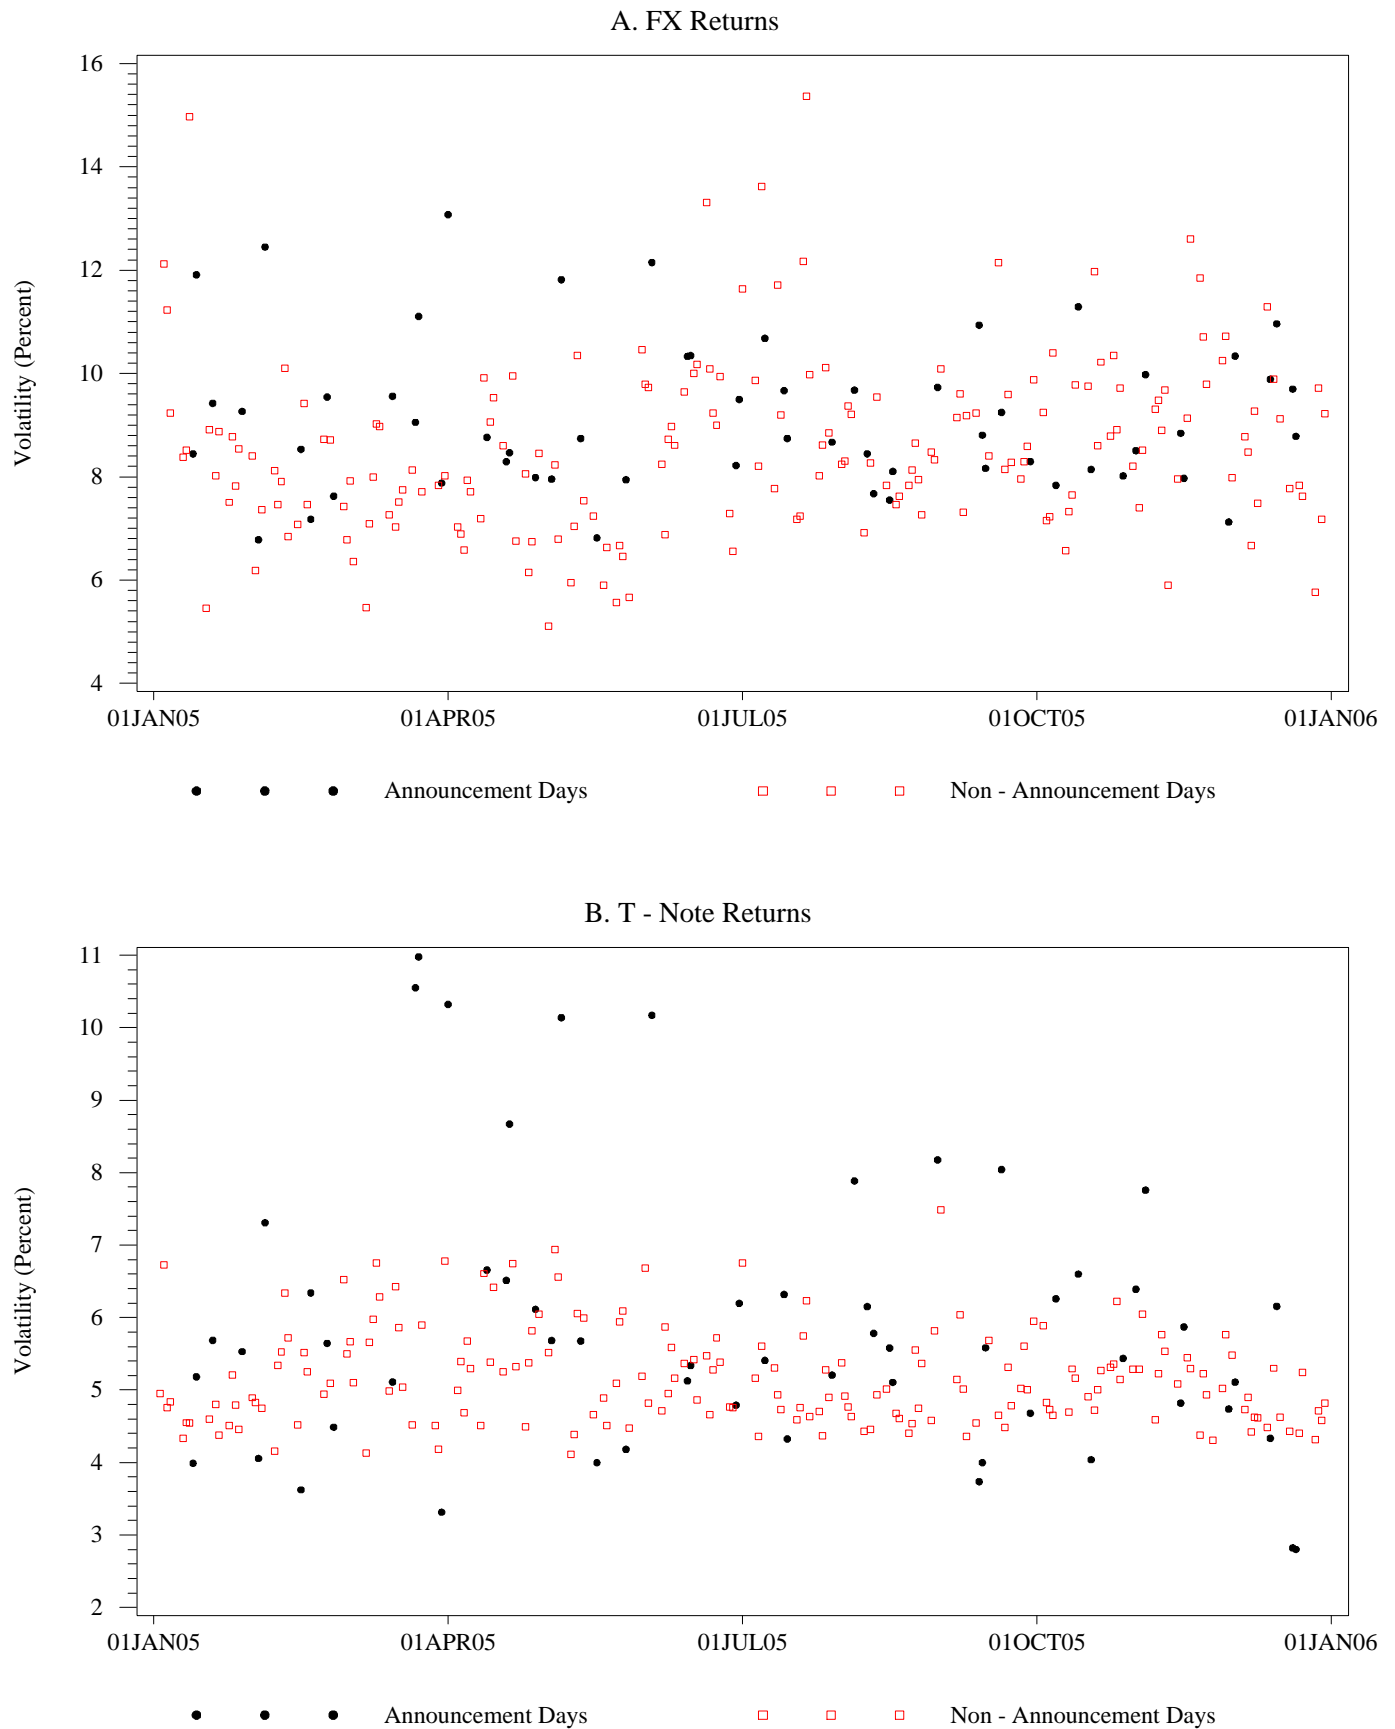 A. FX Returns
16
14
12
10
8
6
4
Volatility (Percent)
01JAN05 01APR05 01JUL05 01OCT05 01JAN06
Announcement Days Non - Announcement Days
B. T - Note Returns
11
10
9
8
7
6
5
4
3
2
Volatility (Percent)
01JAN05 01APR05 01JUL05 01OCT05 01JAN06
Announcement Days Non - Announcement Days